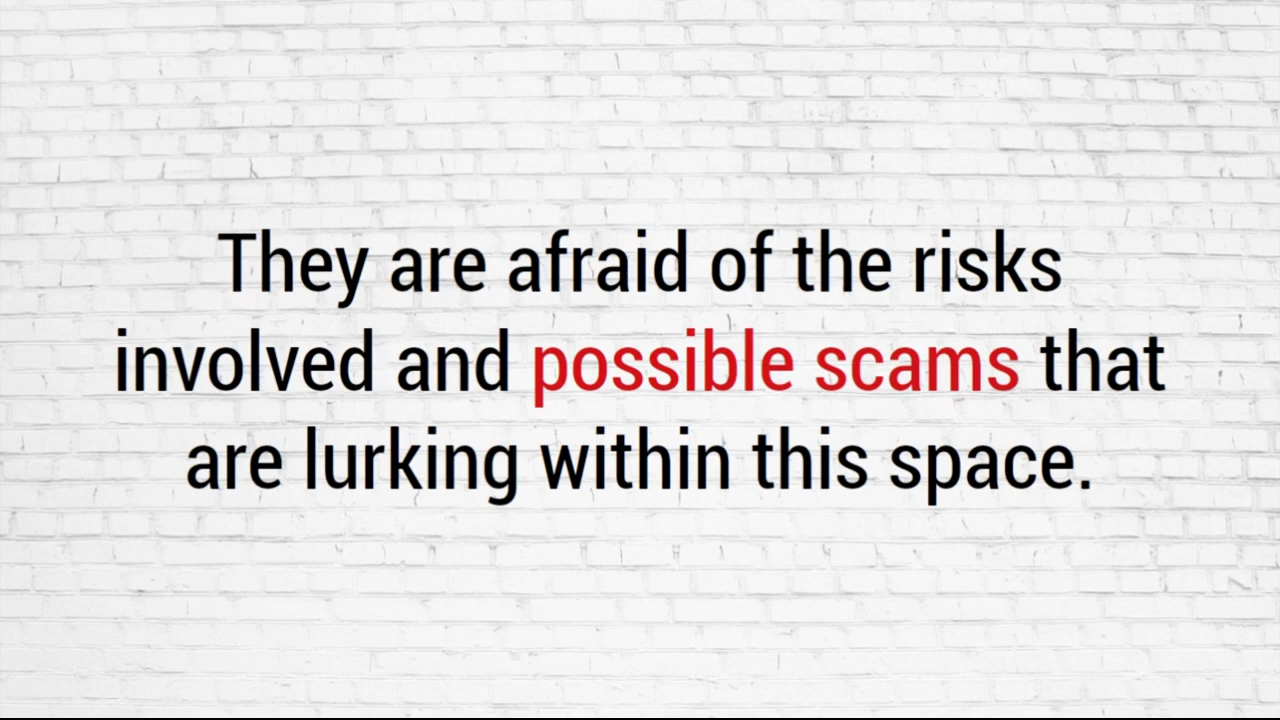 They are afraid of the risks
involved and possible scams that
are lurking within this space.